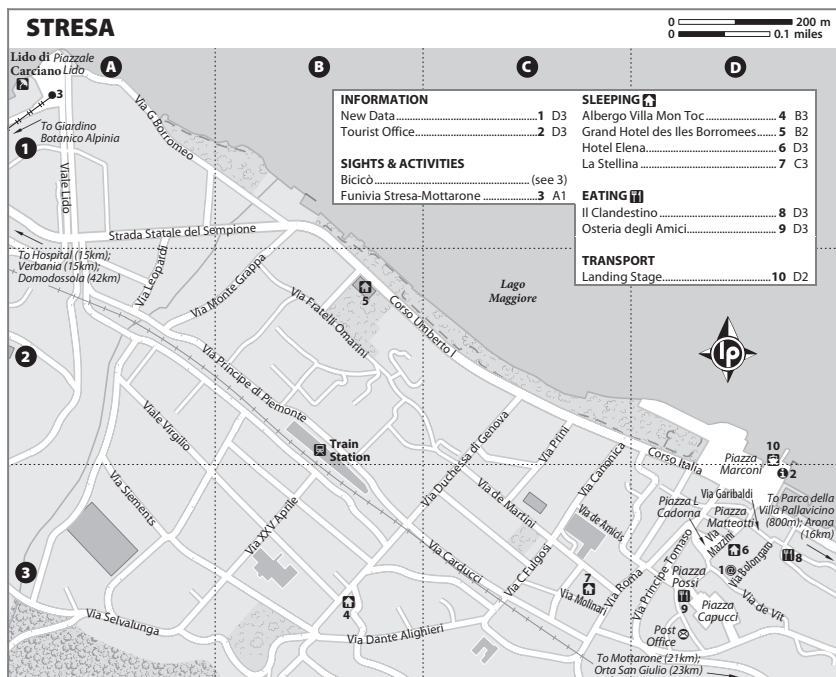 STRESA
0 200 m
0 0.1 miles
A
B
C
D
1
2
3
INFORMATION
New Data 1 D3
Tourist Office 2 D3
SIGHTS & ACTIVITIES
Bicicò (see 3)
Funivia Stresa-Mottarone 3 A1
SLEEPING
Albergo Villa Mon Toc 4 B3
Grand Hotel des Iles Borromees 5 B2
Hotel Elena 6 D3
La Stellina 7 C3
EATING
Il Clandestino 8 D3
Osteria degli Amici 9 D3
TRANSPORT
Landing Stage 10 D2
Lido di
Carciano
Piazzale
Lido
3
To Giardino
Botanico Alpinia
Via G Borromeo
Viale Lido
Strada Statale del Sempione
To Hospital (15km);
Verbania (15km);
Domodossola (42km)
Via Leopardi
Via Monte Grappa
Via Fratelli Omarini
5
Corso Umberto I
Lago
Maggiore
lp
Via Principe di Piemonte
Viale Virgilio
Train
Station
Via Duchessa di Genova
Via Prini
Via Canonica
Corso Italia
Piazza
Marconi
10
2
Via Siements
Via XXV Aprile
Via de Martini
Via de Amicis
Piazza L
Cadorna
Via Garibaldi
Piazza
Matteotti
To Parco della
Villa Pallavicino
(800m); Arona
(16km)
Via Mazzini
6
8
1@
Via Bolongaro
Via Carducci
Via C Fulgosi
7
Via Molinari
Via Roma
Via Principe Tomaso
Piazza
Possi
9
Piazza
Capucci
Via de Vit
Via Selvalunga
4
Via Dante Alighieri
Post
Office
To Mottarone (21km);
Orta San Giulio (23km)